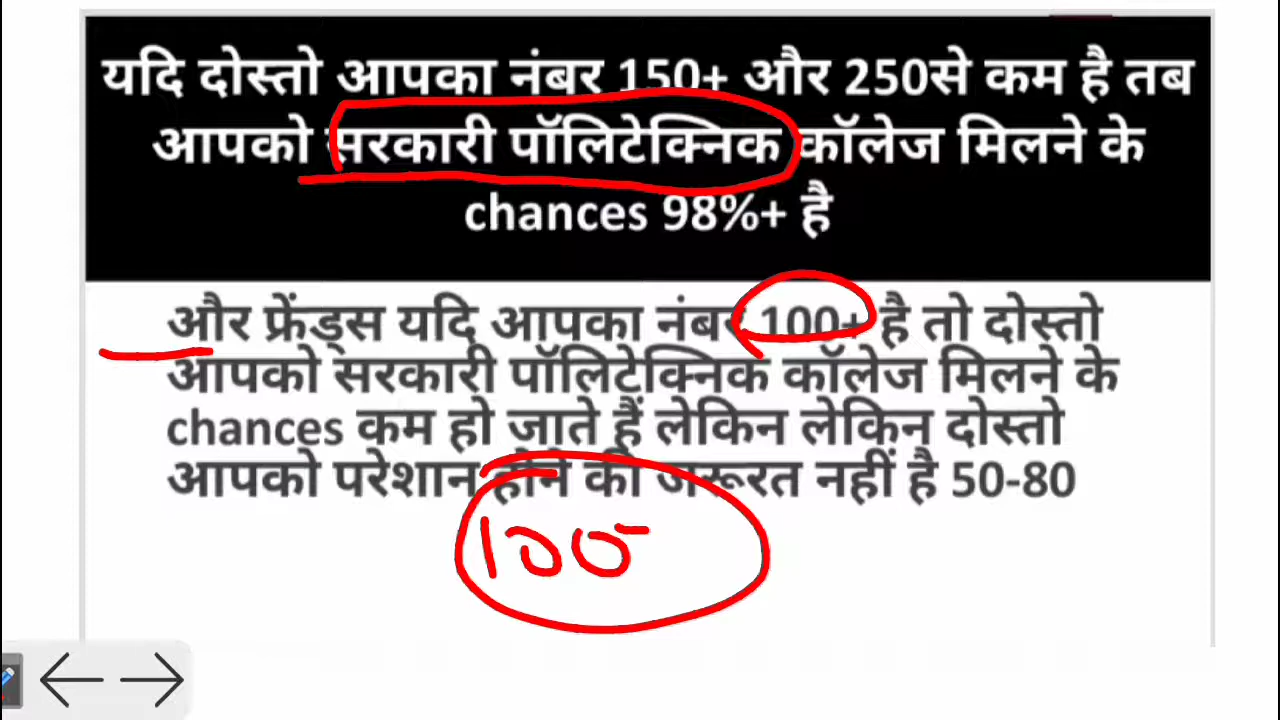 यदि दोस्तो आपका नंबर 150+ और 250से कम है तब
आपको सरकारी पॉलिटेक्निक कॉलेज मिलने के
chances 98%+ है
और फ्रेंड्स यदि आपका नंबर 100+ है तो दोस्तो
आपको सरकारी पॉलिटेक्निक कॉलेज मिलने के
chances कम हो जाते हैं लेकिन लेकिन दोस्तो
आपको परेशान होने की जरूरत नहीं है 50-80
100